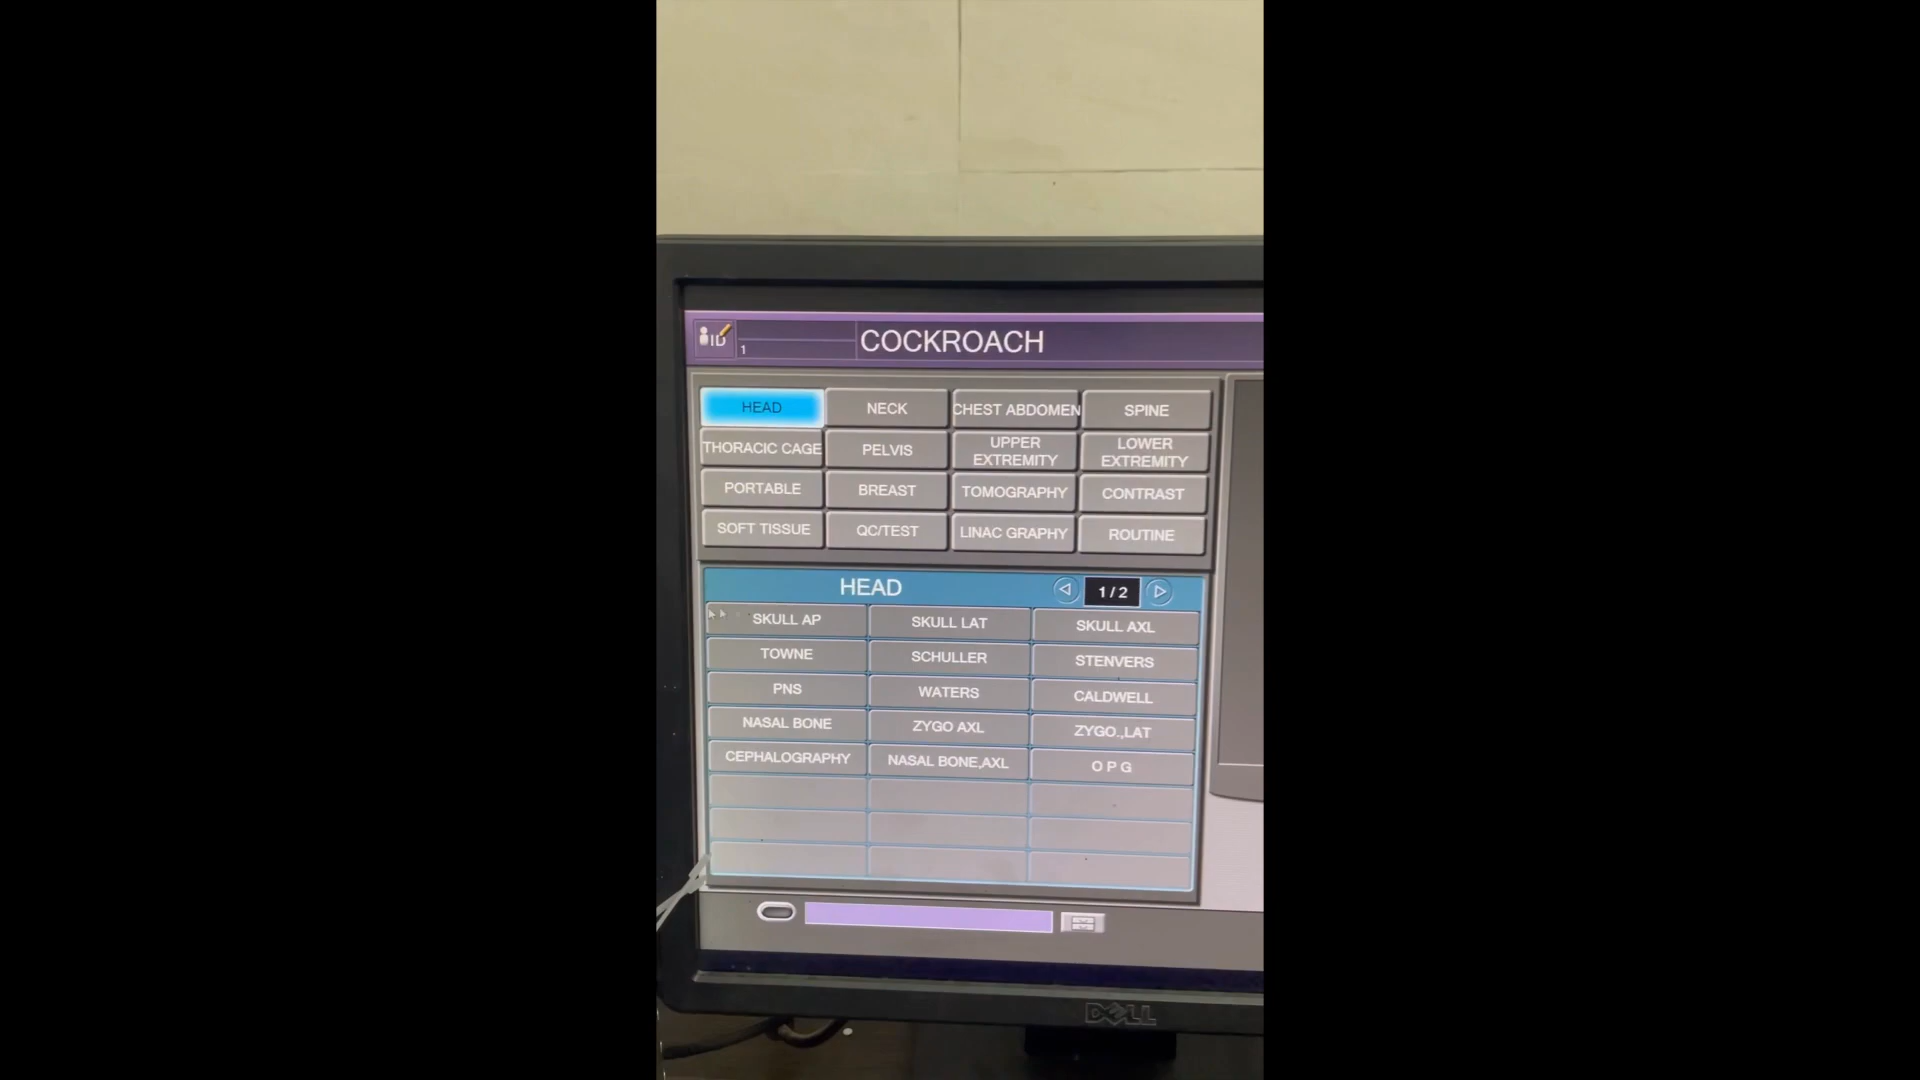 ID
1
COCKROACH
HEAD
NECK
CHEST ABDOMEN
SPINE
THORACIC CAGE
PELVIS
UPPER
EXTREMITY
LOWER
EXTREMITY
PORTABLE
BREAST
TOMOGRAPHY
CONTRAST
SOFT TISSUE
QC/TEST
LINAC GRAPHY
ROUTINE
HEAD
1 / 2
SKULL AP
SKULL LAT
SKULL AXL
TOWNE
SCHULLER
STENVERS
PNS
WATERS
CALDWELL
NASAL BONE
ZYGO AXL
ZYGO.,LAT
CEPHALOGRAPHY
NASAL BONE,AXL
O P G
DELL